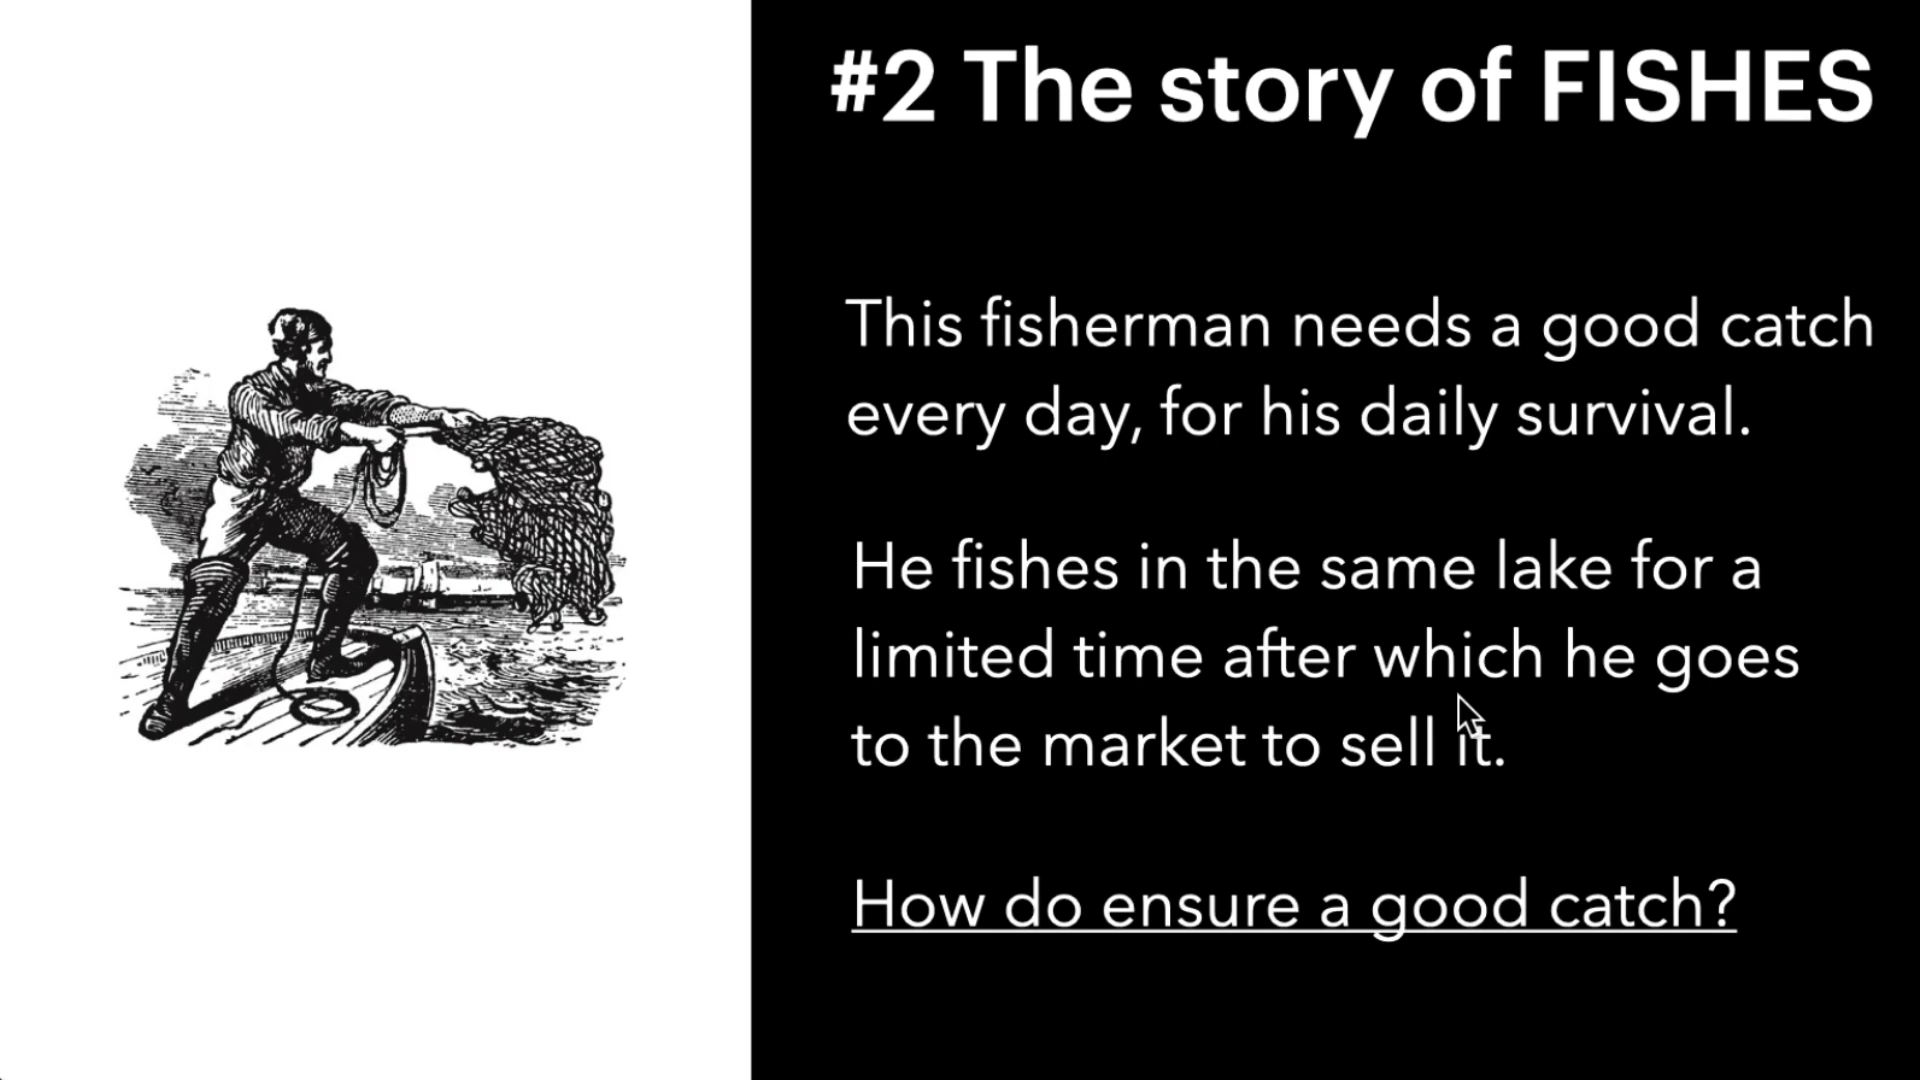 #2 The story of FISHES
This fisherman needs a good catch
every day, for his daily survival.
He fishes in the same lake for a
limited time after which he goes
to the market to sell it.
How do ensure a good catch?